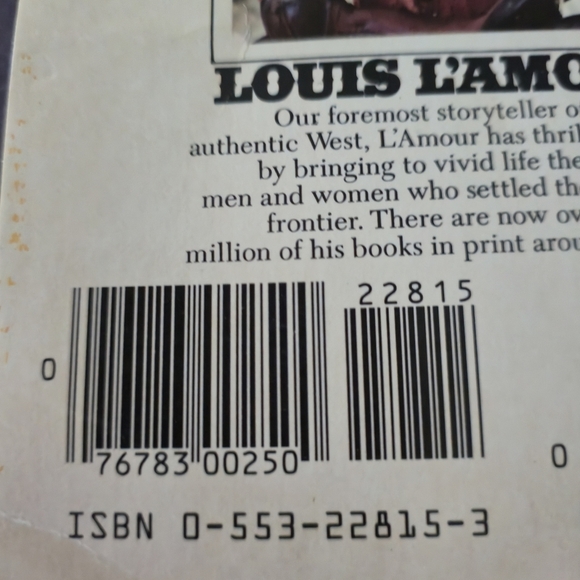 LOUIS L'AMO
Our foremost storyteller o
authentic West, L'Amour has thril
by bringing to vivid life the
men and women who settled th
frontier. There are now ov
million of his books in print arou
22815
0
76783 00250
0
ISBN 0-553-22815-3